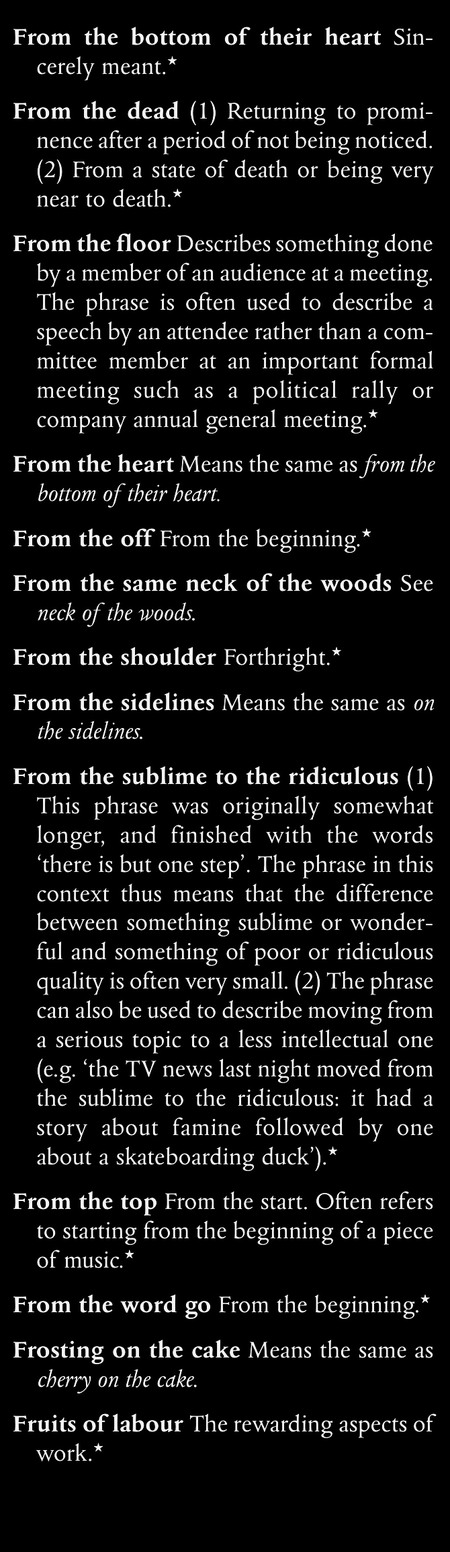 From the bottom of their heart Sin-
cerely meant.★
From the dead (1) Returning to promi-
nence after a period of not being noticed.
(2) From a state of death or being very
near to death.★
From the floor Describes something done
by a member of an audience at a meeting.
The phrase is often used to describe a
speech by an attendee rather than a com-
mittee member at an important formal
meeting such as a political rally or
company annual general meeting.★
From the heart Means the same as from the
bottom of their heart.
From the off From the beginning.★
From the same neck of the woods See
neck of the woods.
From the shoulder Forthright.★
From the sidelines Means the same as on
the sidelines.
From the sublime to the ridiculous (1)
This phrase was originally somewhat
longer, and finished with the words
‘there is but one step’. The phrase in this
context thus means that the difference
between something sublime or wonder-
ful and something of poor or ridiculous
quality is often very small. (2) The phrase
can also be used to describe moving from
a serious topic to a less intellectual one
(e.g. ‘the TV news last night moved from
the sublime to the ridiculous: it had a
story about famine followed by one
about a skateboarding duck’).★
From the top From the start. Often refers
to starting from the beginning of a piece
of music.★
From the word go From the beginning.★
Frosting on the cake Means the same as
cherry on the cake.
Fruits of labour The rewarding aspects of
work.★